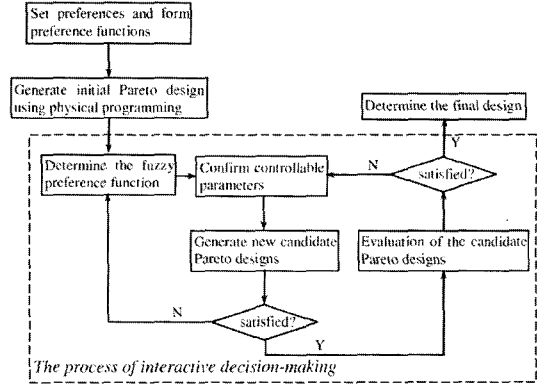 Set preferences and form
preference functions
Generate initial Pareto design
using physical programming
Determine the final design
Y
Determine the fuzzy
preference function
Confirm controllable
parameters
N
satisfied?
Generate new candidate
Pareto designs
Evaluation of the candidate
Pareto designs
N
satisfied?
Y
The process of interactive decision-making